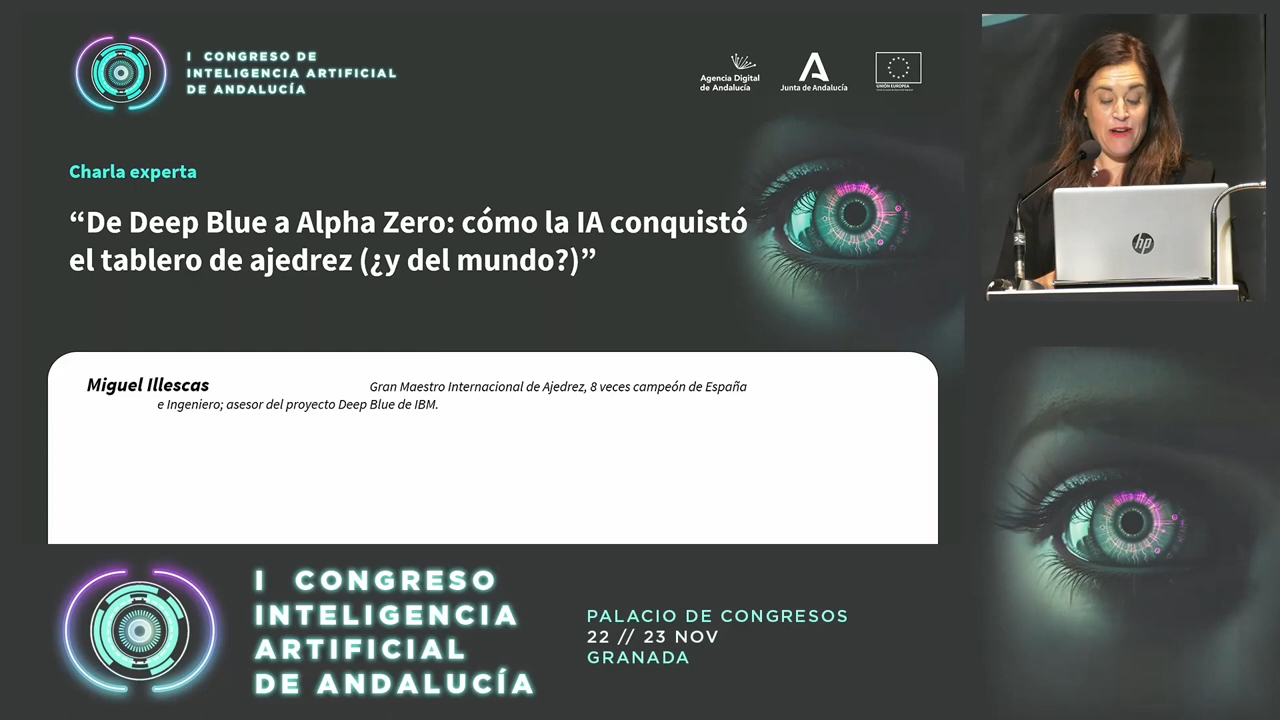 I CONGRESO DE
INTELIGENCIA ARTIFICIAL
DE ANDALUCÍA
Agencia Digital
de Andalucía
Junta de Andalucía
UNIÓN EUROPEA
Charla experta
“De Deep Blue a Alpha Zero: cómo la IA conquistó
el tablero de ajedrez (¿y del mundo?)”
Miguel Illescas Gran Maestro Internacional de Ajedrez, 8 veces campeón de España
e Ingeniero; asesor del proyecto Deep Blue de IBM.
hp
I CONGRESO
INTELIGENCIA
ARTIFICIAL
DE ANDALUCÍA
PALACIO DE CONGRESOS
22 // 23 NOV
GRANADA